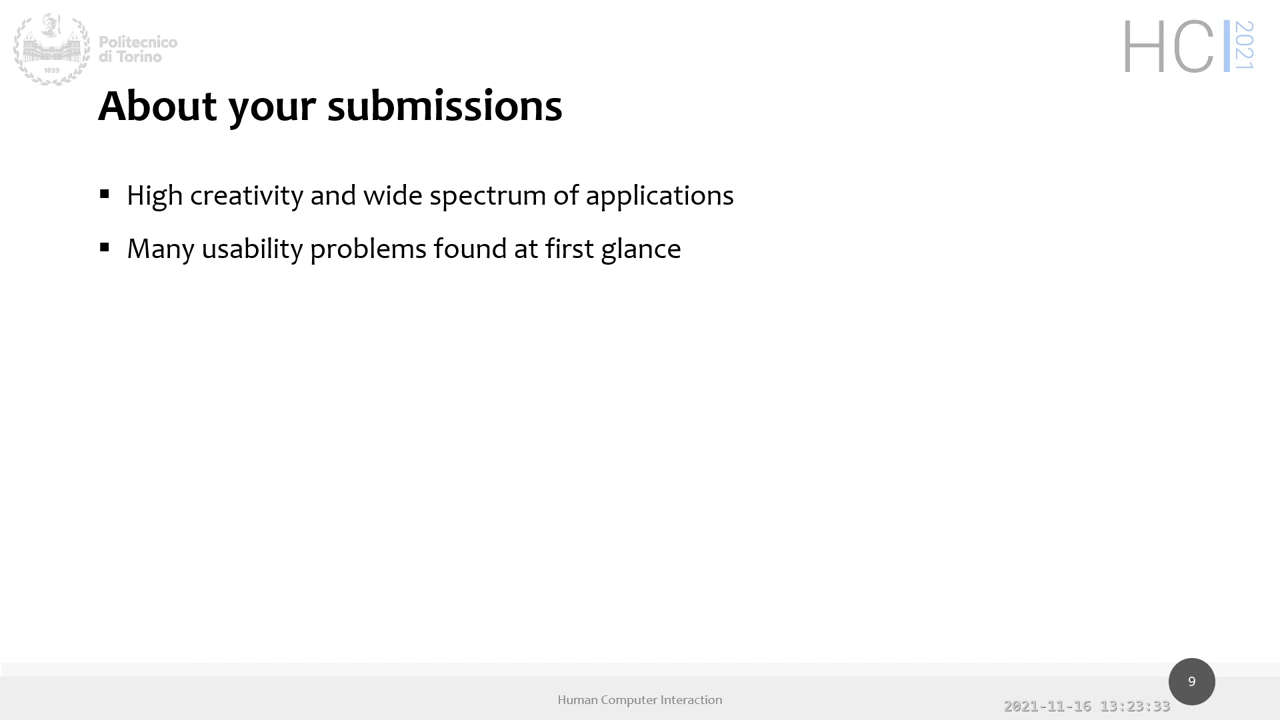 Politecnico
di Torino
1859
HCI 2021
About your submissions
▪ High creativity and wide spectrum of applications
▪ Many usability problems found at first glance
Human Computer Interaction
9
2021-11-16 13:23:33